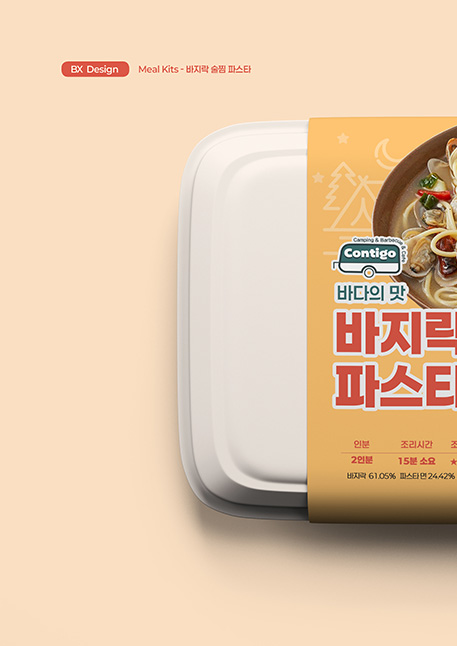 BX Design Meal Kits - 바지락 술찜 파스타
Camping & Barbecue & Cafe
Contigo
바다의 맛
바지락
파스타
인분 조리시간
2인분 15분 소요 ★
바지락 61.05% 파스타 면 24.42%